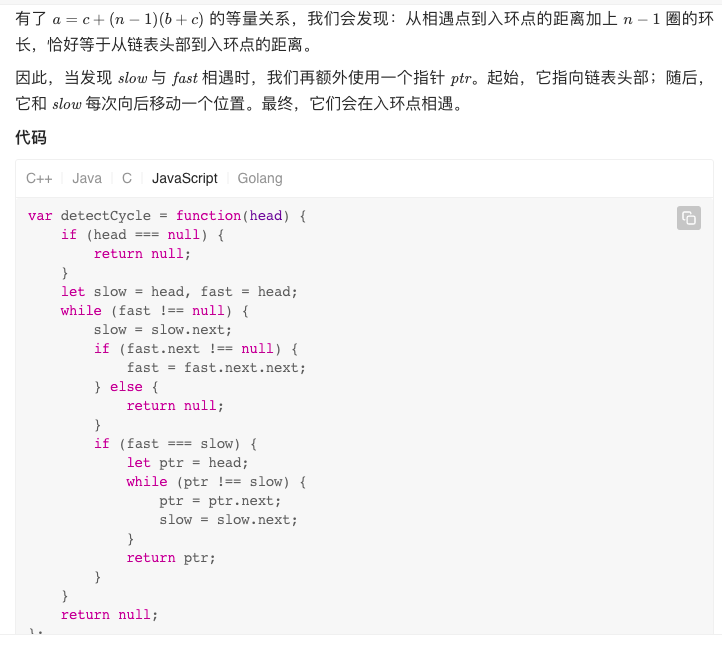 有了 a = c + (n − 1)(b + c) 的等量关系，我们会发现：从相遇点到入环点的距离加上 n − 1 圈的环
长，恰好等于从链表头部到入环点的距离。
因此，当发现 slow 与 fast 相遇时，我们再额外使用一个指针 ptr。起始，它指向链表头部；随后，
它和 slow 每次向后移动一个位置。最终，它们会在入环点相遇。
代码
C++ Java C JavaScript Golang
var detectCycle = function(head) {
    if (head === null) {
        return null;
    }
    let slow = head, fast = head;
    while (fast !== null) {
        slow = slow.next;
        if (fast.next !== null) {
            fast = fast.next.next;
        } else {
            return null;
        }
        if (fast === slow) {
            let ptr = head;
            while (ptr !== slow) {
                ptr = ptr.next;
                slow = slow.next;
            }
            return ptr;
        }
    }
    return null;
};